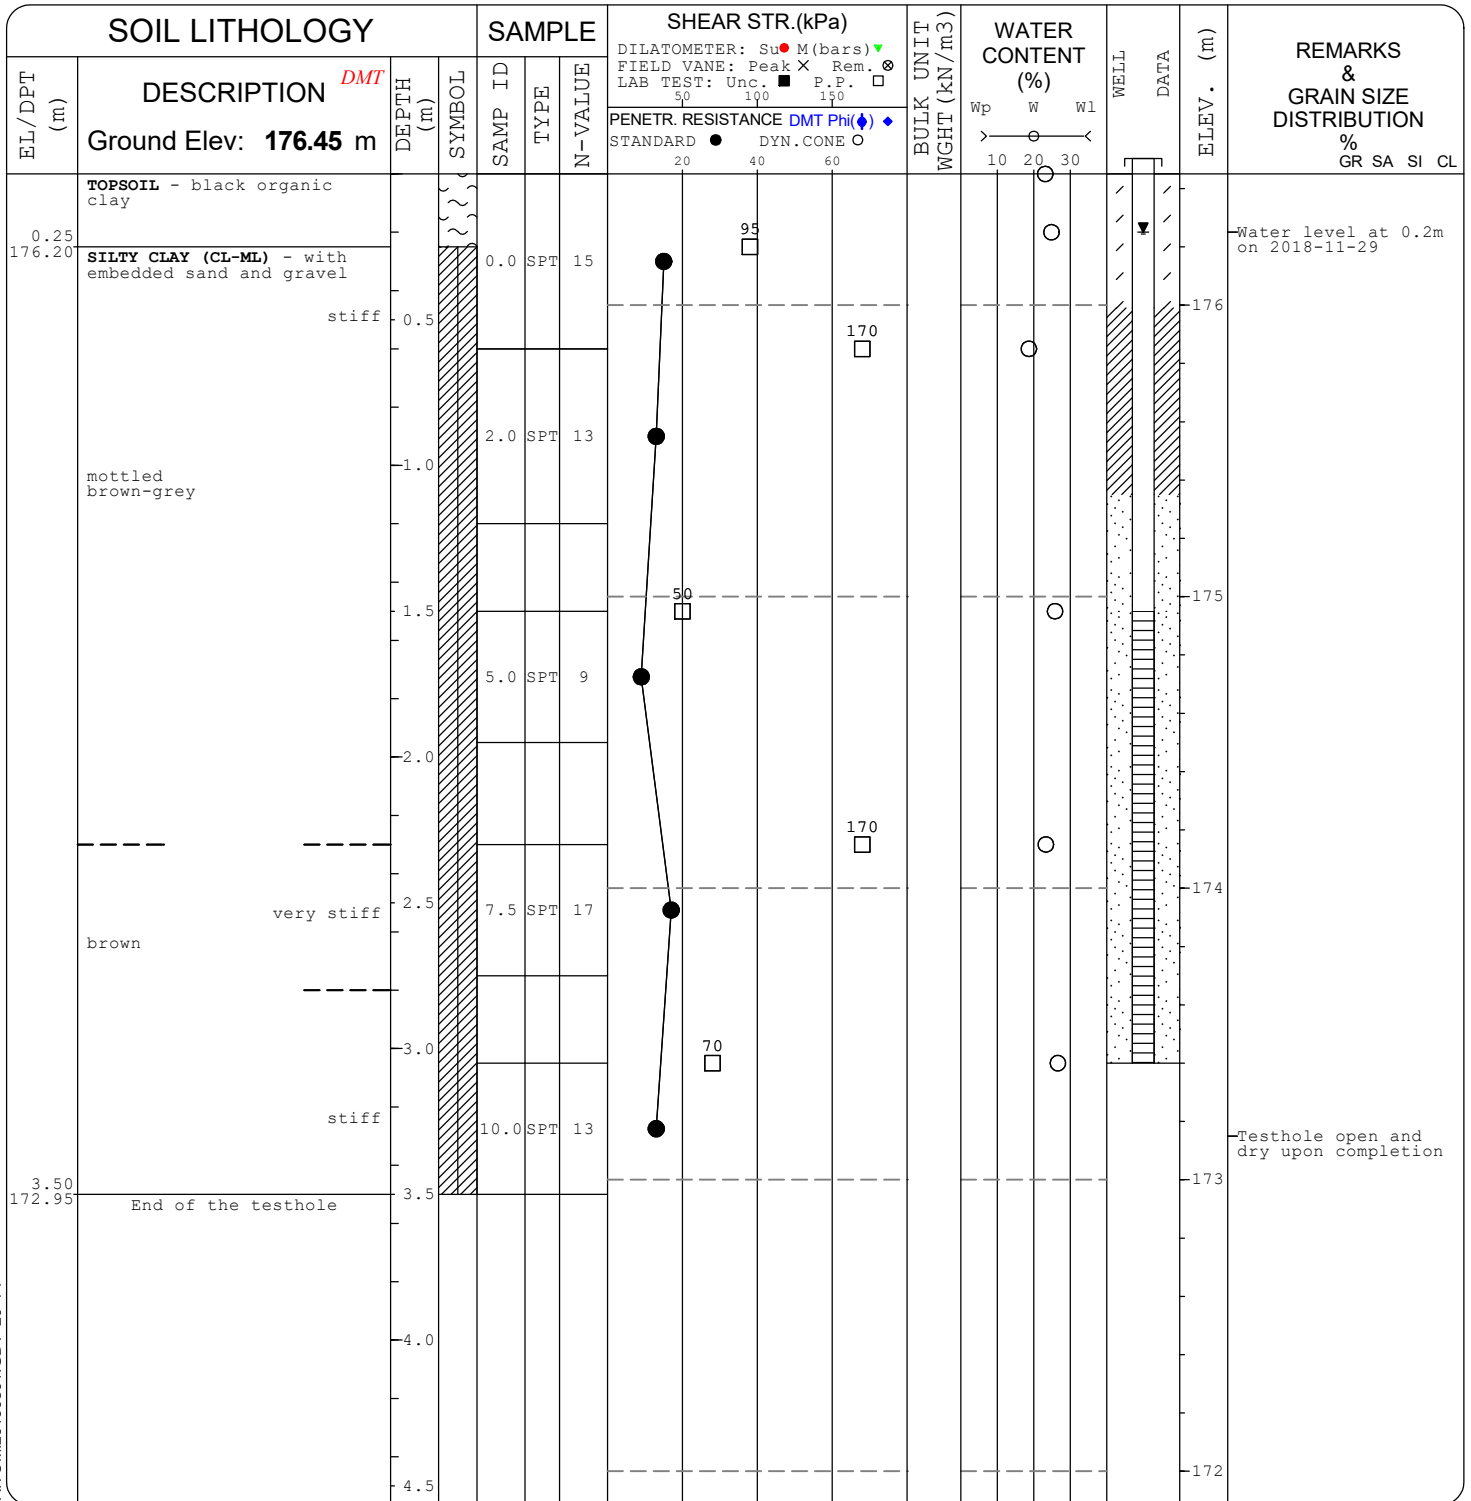 SOIL LITHOLOGY
SAMPLE
SHEAR STR.(kPa)
DILATOMETER: Su M(bars)
FIELD VANE: Peak Rem.
LAB TEST: Unc. P.P.
50 100 150
PENETR. RESISTANCE DMT Phi(ϕ)
STANDARD DYN.CONE
20 40 60
BULK UNIT
WGHT (kN/m3)
WATER
CONTENT
(%)
Wp W Wl
10 20 30
WELL
DATA
ELEV. (m)
REMARKS
&
GRAIN SIZE
DISTRIBUTION
%
GR SA SI CL
EL/DPT
(m)
DESCRIPTION DMT
Ground Elev: 176.45 m
DEPTH
(m)
SYMBOL
SAMP ID
TYPE
N-VALUE
TOPSOIL - black organic
clay
0.25
176.20
SILTY CLAY (CL-ML) - with
embedded sand and gravel
0.0 SPT 15
95
Water level at 0.2m
on 2018-11-29
176
stiff
0.5
170
2.0 SPT 13
1.0
mottled
brown-grey
175
50
1.5
5.0 SPT 9
2.0
170
174
very stiff
2.5
7.5 SPT 17
brown
3.0
70
stiff
10.0 SPT 13
Testhole open and
dry upon completion
173
3.50
172.95
3.5
End of the testhole
4.0
172
4.5